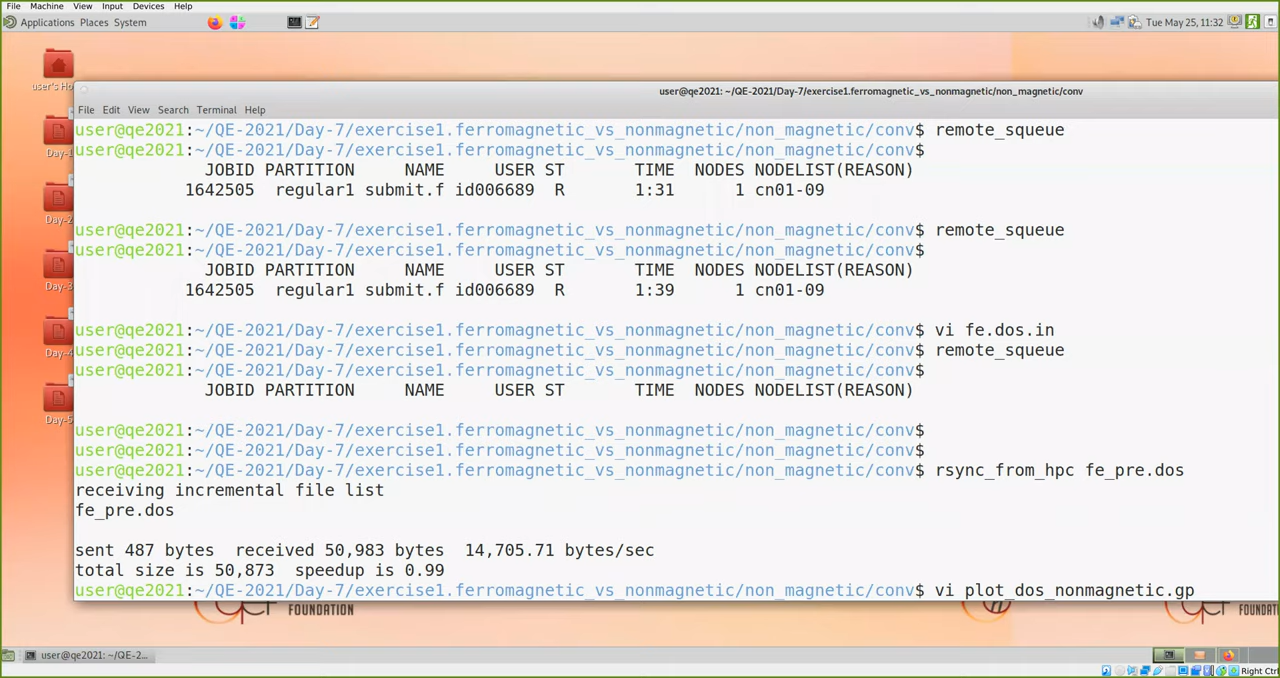 File Machine View Input Devices Help
Applications Places System Tue May 25, 11:32
user's Ho
user@qe2021: ~/QE-2021/Day-7/exercise1.ferromagnetic_vs_nonmagnetic/non_magnetic/conv
File Edit View Search Terminal Help
user@qe2021:~/QE-2021/Day-7/exercise1.ferromagnetic_vs_nonmagnetic/non_magnetic/conv$ remote_squeue
user@qe2021:~/QE-2021/Day-7/exercise1.ferromagnetic_vs_nonmagnetic/non_magnetic/conv$
JOBID PARTITION NAME USER ST TIME NODES NODELIST(REASON)
1642505 regular1 submit.f id006689 R 1:31 1 cn01-09
user@qe2021:~/QE-2021/Day-7/exercise1.ferromagnetic_vs_nonmagnetic/non_magnetic/conv$ remote_squeue
user@qe2021:~/QE-2021/Day-7/exercise1.ferromagnetic_vs_nonmagnetic/non_magnetic/conv$
JOBID PARTITION NAME USER ST TIME NODES NODELIST(REASON)
1642505 regular1 submit.f id006689 R 1:39 1 cn01-09
user@qe2021:~/QE-2021/Day-7/exercise1.ferromagnetic_vs_nonmagnetic/non_magnetic/conv$ vi fe.dos.in
user@qe2021:~/QE-2021/Day-7/exercise1.ferromagnetic_vs_nonmagnetic/non_magnetic/conv$ remote_squeue
user@qe2021:~/QE-2021/Day-7/exercise1.ferromagnetic_vs_nonmagnetic/non_magnetic/conv$
JOBID PARTITION NAME USER ST TIME NODES NODELIST(REASON)
user@qe2021:~/QE-2021/Day-7/exercise1.ferromagnetic_vs_nonmagnetic/non_magnetic/conv$
user@qe2021:~/QE-2021/Day-7/exercise1.ferromagnetic_vs_nonmagnetic/non_magnetic/conv$
user@qe2021:~/QE-2021/Day-7/exercise1.ferromagnetic_vs_nonmagnetic/non_magnetic/conv$ rsync_from_hpc fe_pre.dos
receiving incremental file list
fe_pre.dos
sent 487 bytes received 50,983 bytes 14,705.71 bytes/sec
total size is 50,873 speedup is 0.99
user@qe2021:~/QE-2021/Day-7/exercise1.ferromagnetic_vs_nonmagnetic/non_magnetic/conv$ vi plot_dos_nonmagnetic.gp
Day-
Day-2
Day-3
Day-4
Day-5
FOUNDATION
FOUNDAT
user@qe2021: ~/QE-2...
Right Ctrl